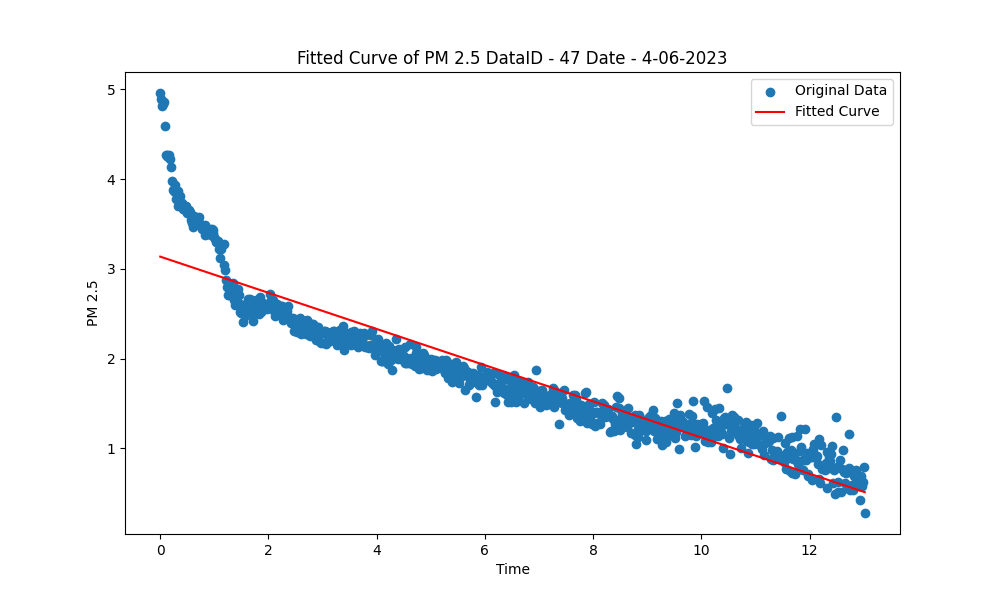 Fitted Curve of PM 2.5 DataID - 47 Date - 4-06-2023
Original Data
Fitted Curve
5
4
3
2
1
PM 2.5
0 2 4 6 8 10 12
Time